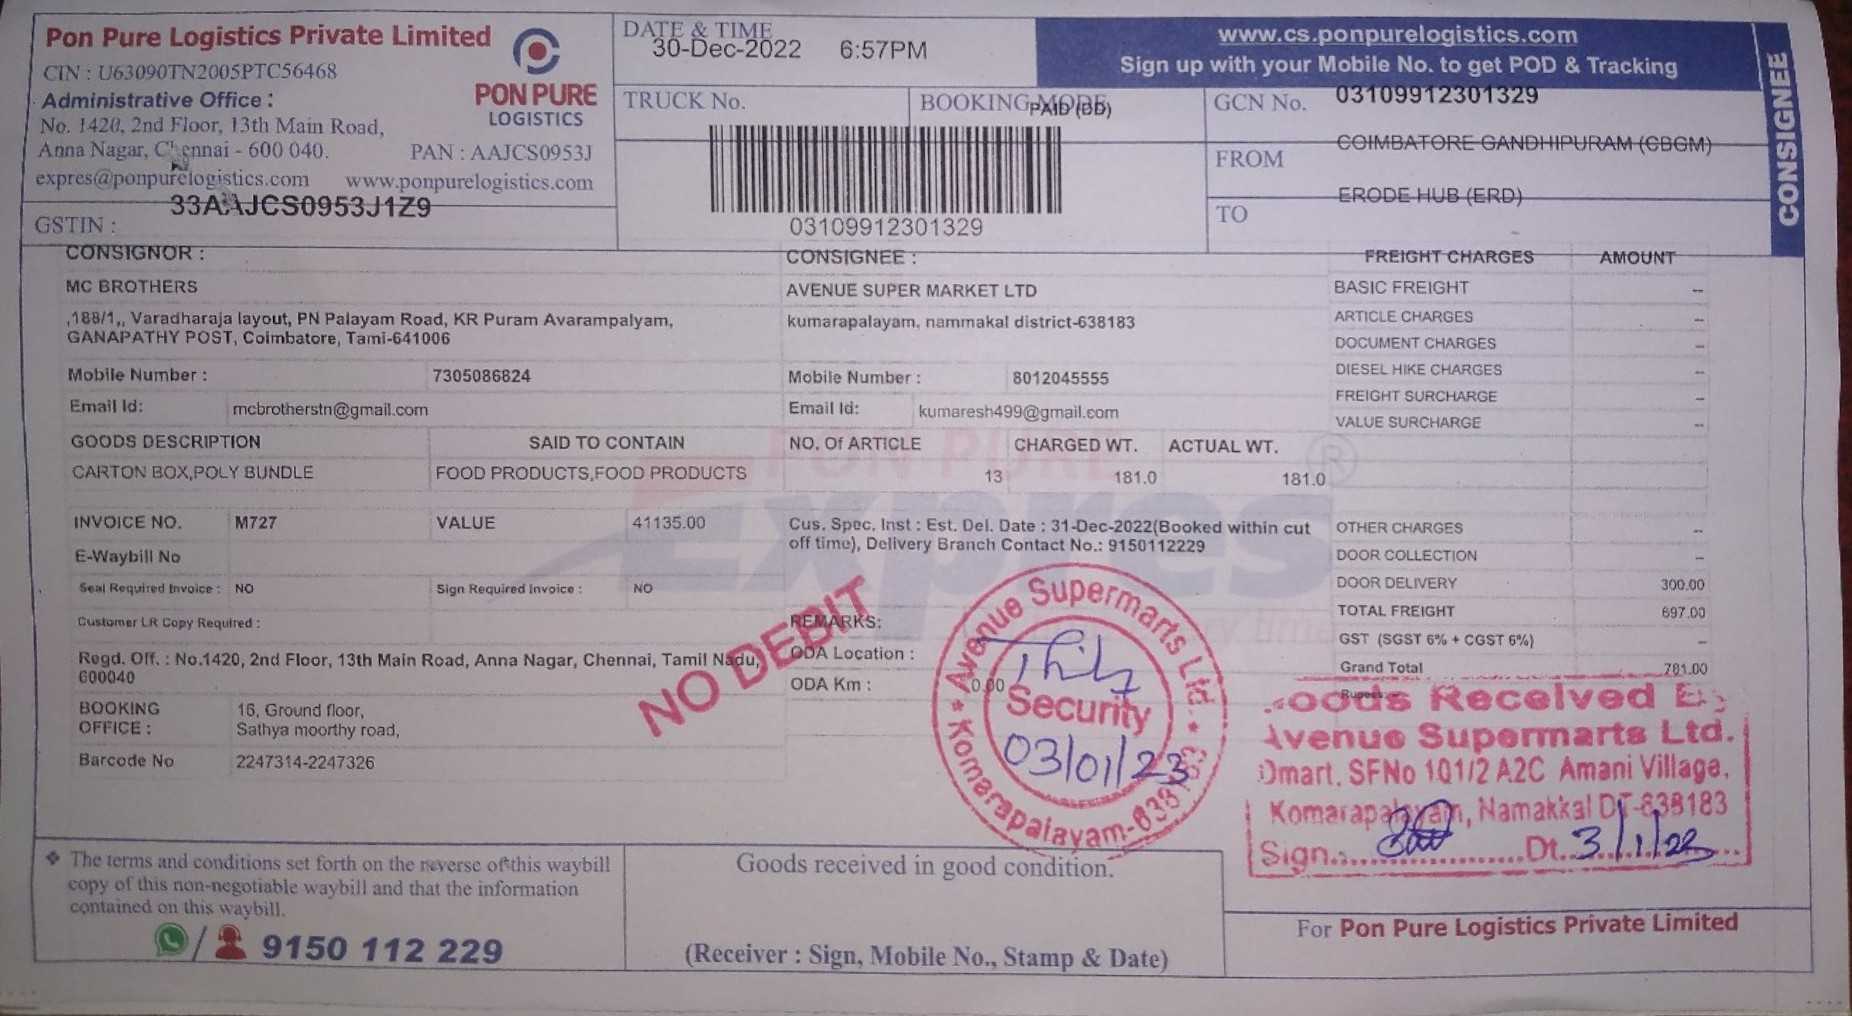 Pon Pure Logistics Private Limited
CIN : U63090TN2005PTC56468
Administrative Office :
No. 1420, 2nd Floor, 13th Main Road,
Anna Nagar, Chennai - 600 040.
PAN : AAJCS0953J
expres@ponpurelogistics.com www.ponpurelogistics.com
GSTIN : 33AAJCS0953J1Z9
PON PURE
LOGISTICS
DATE & TIME
30-Dec-2022 6:57PM
www.cs.ponpurelogistics.com
Sign up with your Mobile No. to get POD & Tracking
CONSIGNEE
TRUCK No.
BOOKING MODE PAID (BD)
03109912301329
GCN No. 03109912301329
FROM COIMBATORE GANDHIPURAM (CBGM)
TO ERODE HUB (ERD)
CONSIGNOR :
MC BROTHERS
,188/1,, Varadharaja layout, PN Palayam Road, KR Puram Avarampalyam,
GANAPATHY POST, Coimbatore, Tami-641006
Mobile Number : 7305086824
Email Id: mcbrotherstn@gmail.com
CONSIGNEE :
AVENUE SUPER MARKET LTD
kumarapalayam, nammakal district-638183
Mobile Number : 8012045555
Email Id: kumaresh499@gmail.com
GOODS DESCRIPTION SAID TO CONTAIN NO. Of ARTICLE CHARGED WT. ACTUAL WT.
CARTON BOX,POLY BUNDLE FOOD PRODUCTS,FOOD PRODUCTS 13 181.0 181.0
PON PURE
Expres
INVOICE NO. M727 VALUE 41135.00
E-Waybill No
Seal Required Invoice : NO Sign Required Invoice : NO
Customer LR Copy Required :
Regd. Off. : No.1420, 2nd Floor, 13th Main Road, Anna Nagar, Chennai, Tamil Nadu,
600040
BOOKING
OFFICE :
16, Ground floor,
Sathya moorthy road,
Barcode No 2247314-2247326
Cus. Spec. Inst : Est. Del. Date : 31-Dec-2022(Booked within cut
off time), Delivery Branch Contact No.: 9150112229
REMARKS:
ODA Location :
ODA Km : 0.00
NO DEBIT
Avenue Supermarts Ltd.
Security
03/01/23
Komarapalayam-638183
FREIGHT CHARGES AMOUNT
BASIC FREIGHT --
ARTICLE CHARGES --
DOCUMENT CHARGES --
DIESEL HIKE CHARGES --
FREIGHT SURCHARGE --
VALUE SURCHARGE --
OTHER CHARGES --
DOOR COLLECTION --
DOOR DELIVERY 300.00
TOTAL FREIGHT 697.00
GST (SGST 6% + CGST 6%) --
Grand Total 781.00
Rupees
Goods Received
Avenue Supermarts Ltd.
Dmart. SFNo 101/2 A2C Amani Village,
Komarapalayam, Namakkal DT-638183
Sign................Dt. 3/1/23
❖ The terms and conditions set forth on the reverse of this waybill
copy of this non-negotiable waybill and that the information
contained on this waybill.
/ 9150 112 229
Goods received in good condition.
(Receiver : Sign, Mobile No., Stamp & Date)
For Pon Pure Logistics Private Limited